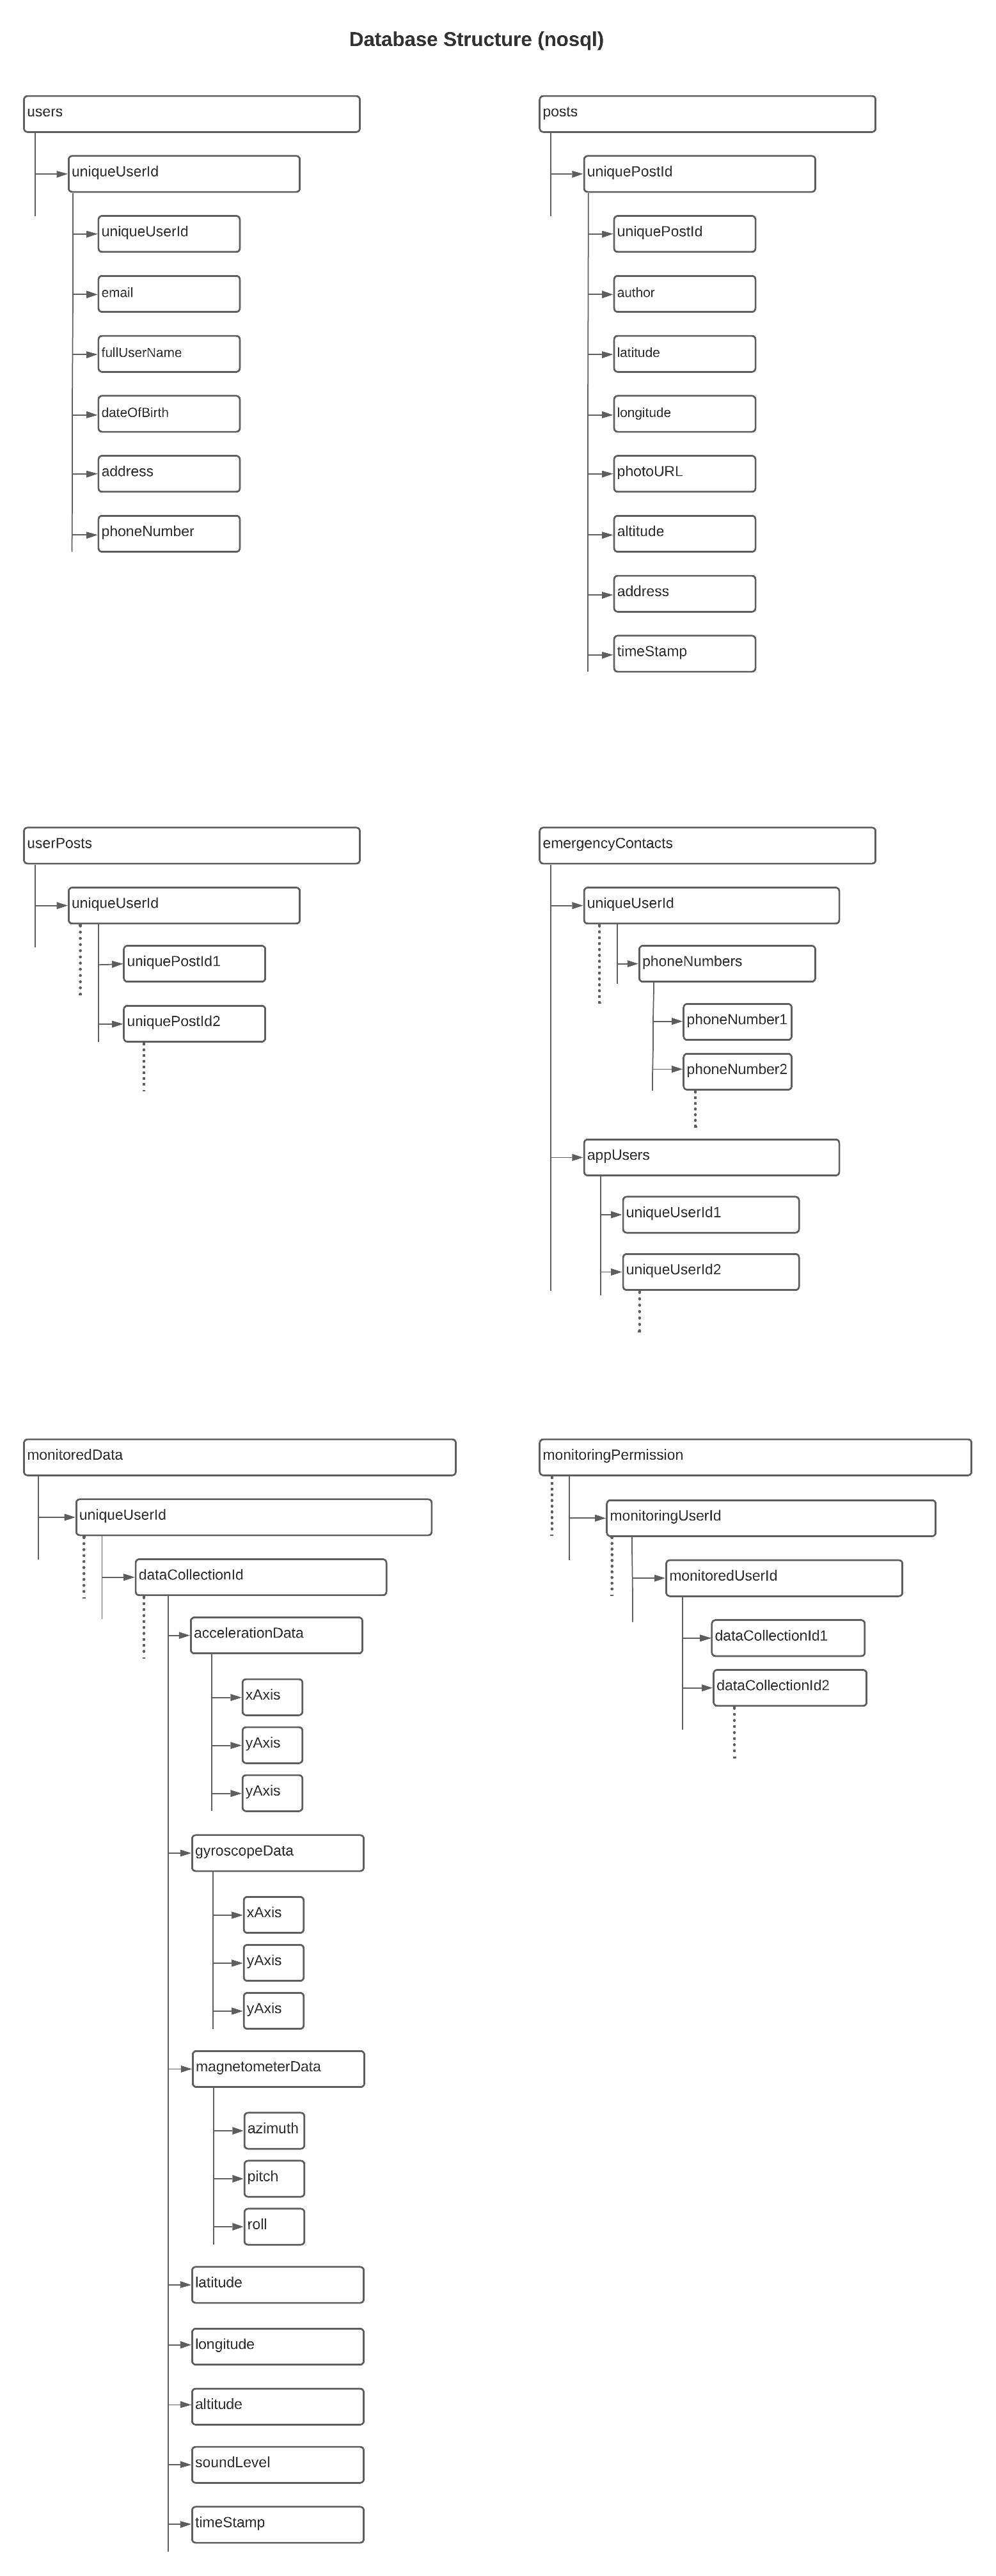 Database Structure (nosql)
users
uniqueUserId
uniqueUserId
email
fullUserName
dateOfBirth
address
phoneNumber
posts
uniquePostId
uniquePostId
author
latitude
longitude
photoURL
altitude
address
timeStamp
userPosts
uniqueUserId
uniquePostId1
uniquePostId2
emergencyContacts
uniqueUserId
phoneNumbers
phoneNumber1
phoneNumber2
appUsers
uniqueUserId1
uniqueUserId2
monitoredData
uniqueUserId
dataCollectionId
accelerationData
xAxis
yAxis
yAxis
gyroscopeData
xAxis
yAxis
yAxis
magnetometerData
azimuth
pitch
roll
latitude
longitude
altitude
soundLevel
timeStamp
monitoringPermission
monitoringUserId
monitoredUserId
dataCollectionId1
dataCollectionId2